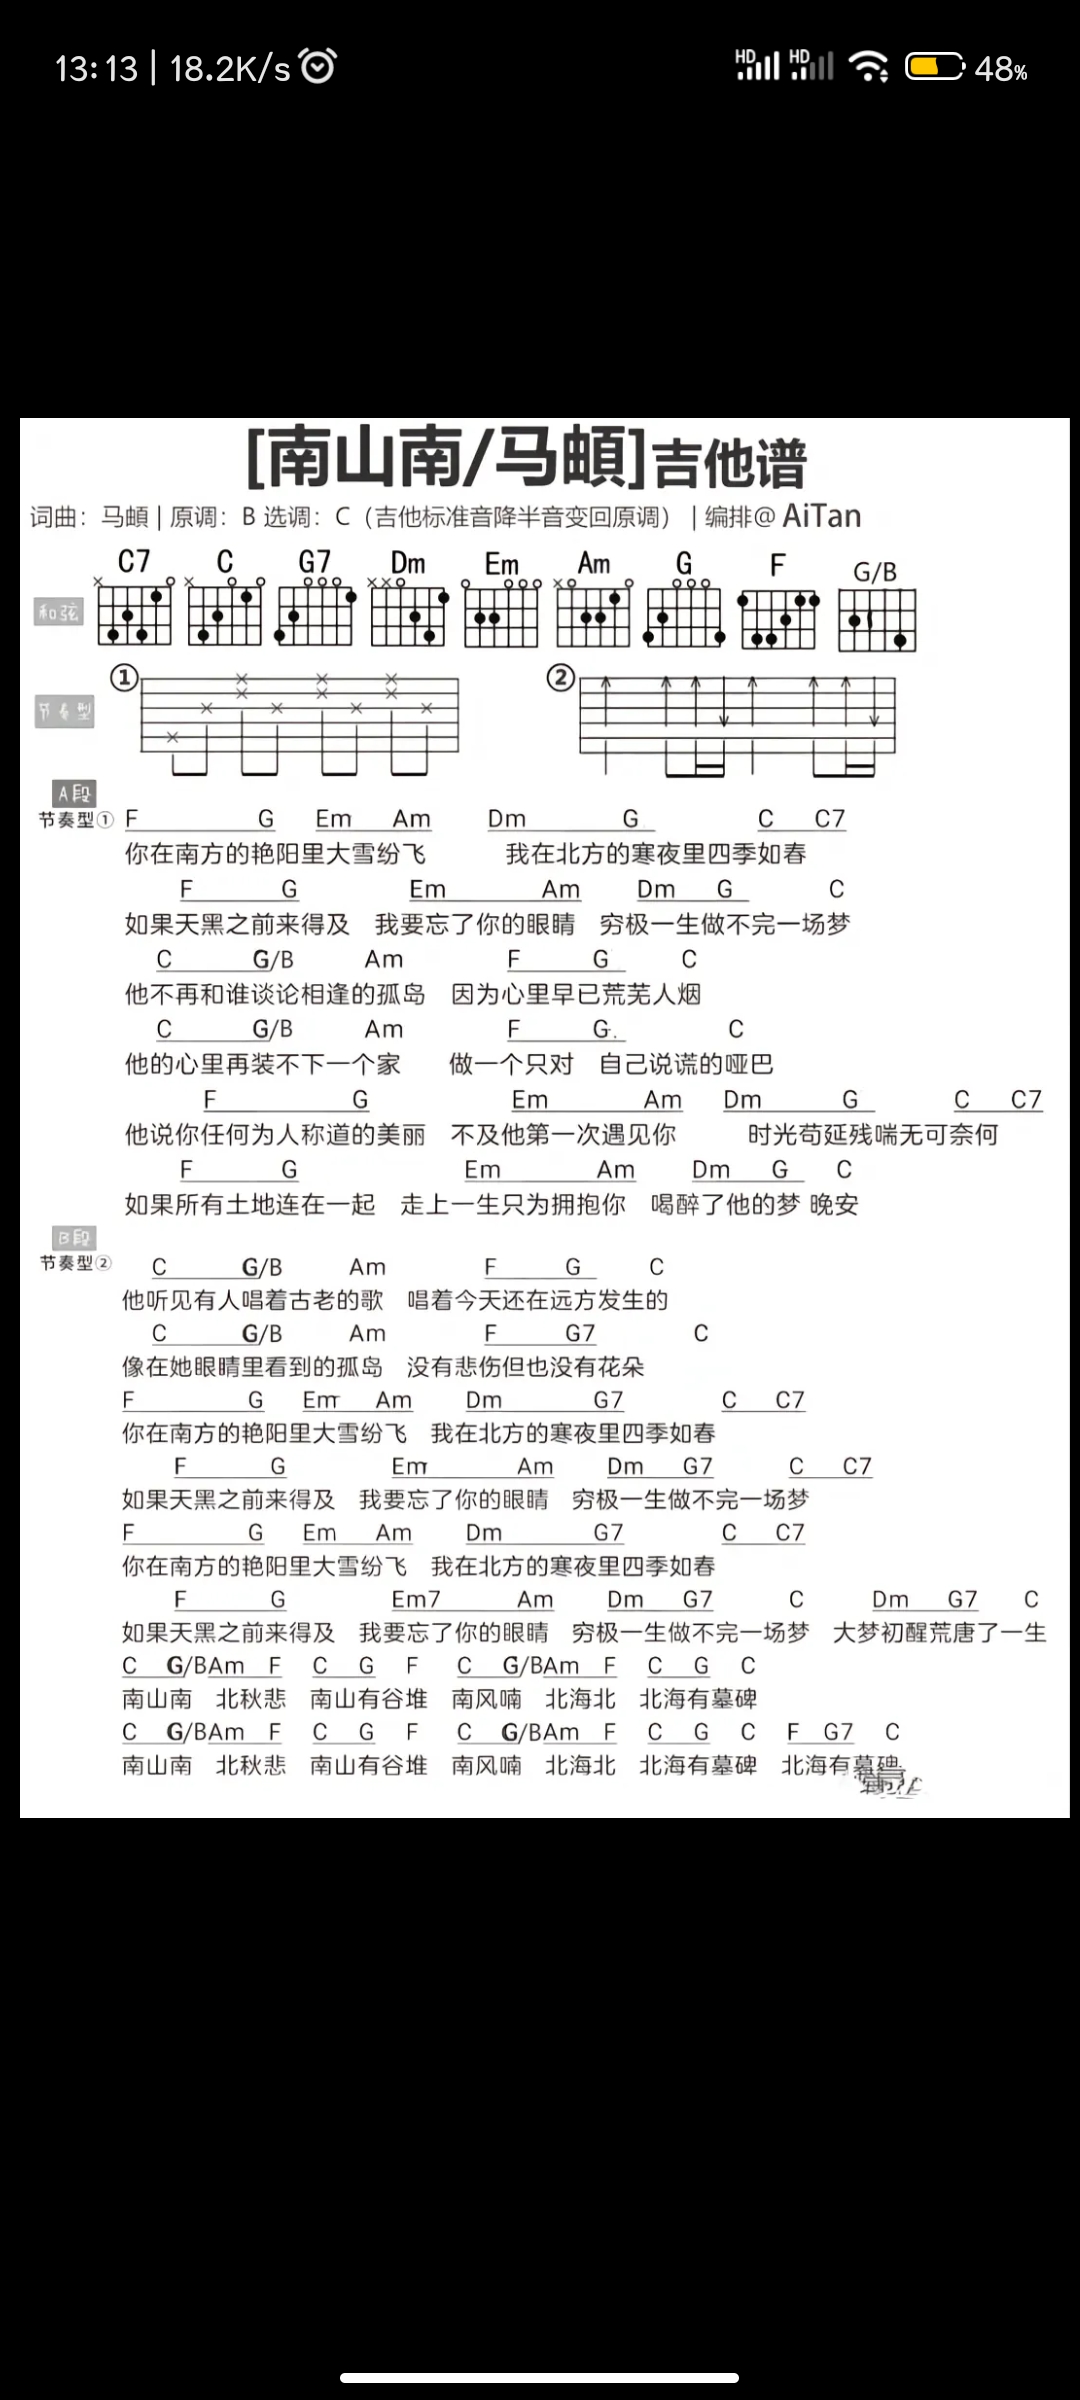 13:13 | 18.2K/s HD HD 48%
[南山南/马頔]吉他谱
词曲：马頔 | 原调：B 选调：C（吉他标准音降半音变回原调） | 编排@ AiTan
C7 C G7 Dm Em Am G F G/B
和弦
① ②
节奏型
A段
节奏型① F G Em Am Dm G C C7
你在南方的艳阳里大雪纷飞 我在北方的寒夜里四季如春
F G Em Am Dm G C
如果天黑之前来得及 我要忘了你的眼睛 穷极一生做不完一场梦
C G/B Am F G C
他不再和谁谈论相逢的孤岛 因为心里早已荒芜人烟
C G/B Am F G C
他的心里再装不下一个家 做一个只对 自己说谎的哑巴
F G Em Am Dm G C C7
他说你任何为人称道的美丽 不及他第一次遇见你 时光苟延残喘无可奈何
F G Em Am Dm G C
如果所有土地连在一起 走上一生只为拥抱你 喝醉了他的梦 晚安
B段
节奏型② C G/B Am F G C
他听见有人唱着古老的歌 唱着今天还在远方发生的
C G/B Am F G7 C
像在她眼睛里看到的孤岛 没有悲伤但也没有花朵
F G Em Am Dm G7 C C7
你在南方的艳阳里大雪纷飞 我在北方的寒夜里四季如春
F G Em Am Dm G7 C C7
如果天黑之前来得及 我要忘了你的眼睛 穷极一生做不完一场梦
F G Em Am Dm G7 C C7
你在南方的艳阳里大雪纷飞 我在北方的寒夜里四季如春
F G Em7 Am Dm G7 C Dm G7 C
如果天黑之前来得及 我要忘了你的眼睛 穷极一生做不完一场梦 大梦初醒荒唐了一生
C G/BAm F C G F C G/BAm F C G C
南山南 北秋悲 南山有谷堆 南风喃 北海北 北海有墓碑
C G/BAm F C G F C G/BAm F C G C F G7 C
南山南 北秋悲 南山有谷堆 南风喃 北海北 北海有墓碑 北海有墓碑